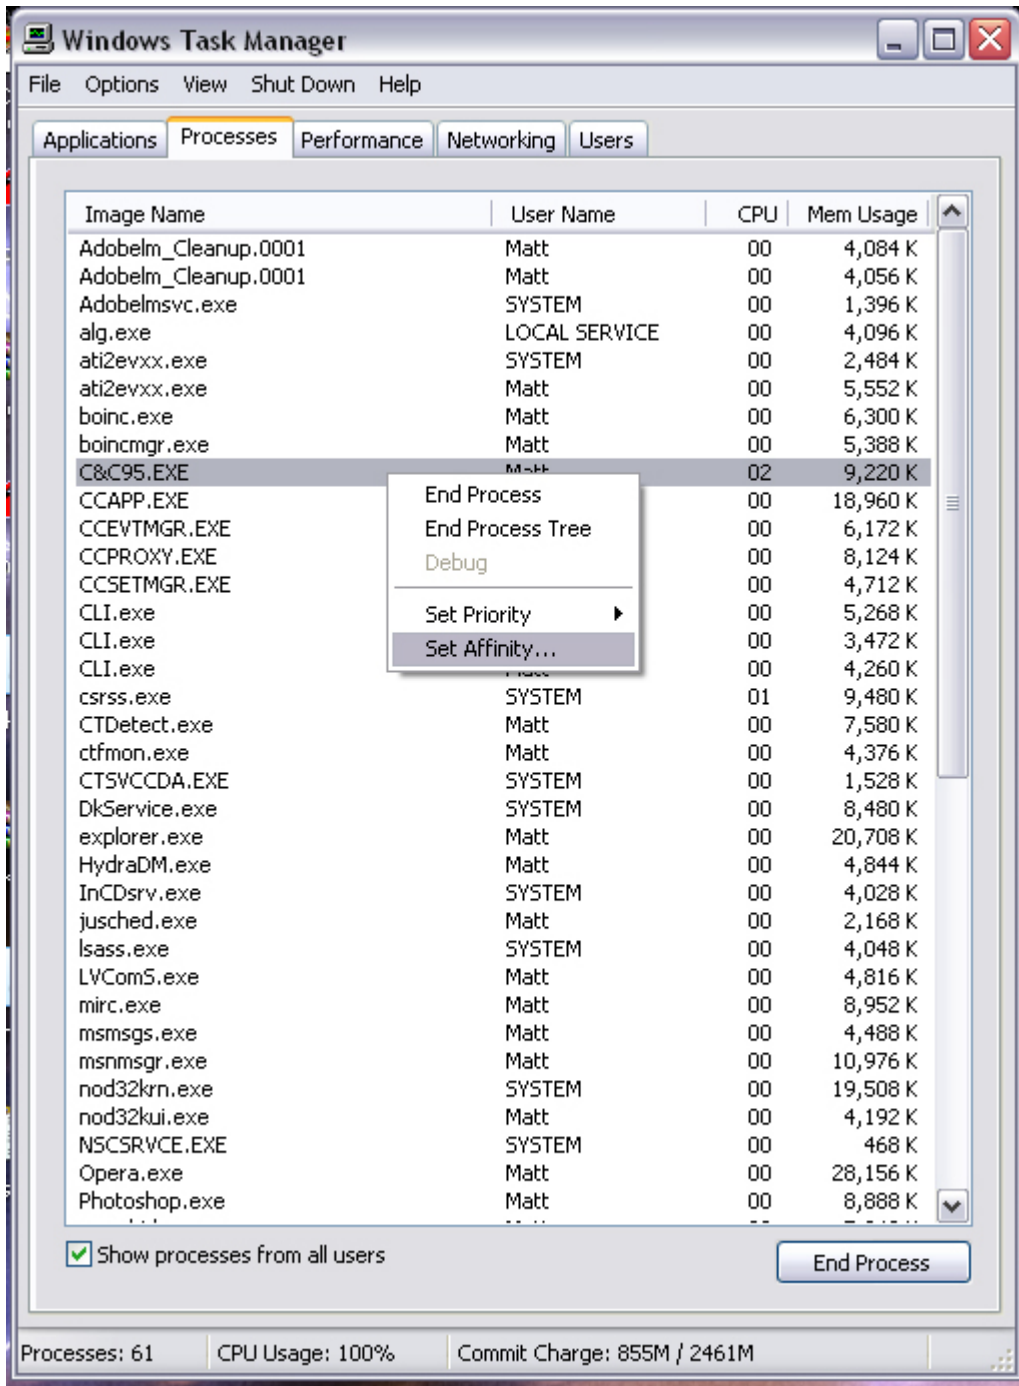 Windows Task Manager
File Options View Shut Down Help
Applications Processes Performance Networking Users
Image Name User Name CPU Mem Usage
Adobelm_Cleanup.0001 Matt 00 4,084 K
Adobelm_Cleanup.0001 Matt 00 4,056 K
Adobelmsvc.exe SYSTEM 00 1,396 K
alg.exe LOCAL SERVICE 00 4,096 K
ati2evxx.exe SYSTEM 00 2,484 K
ati2evxx.exe Matt 00 5,552 K
boinc.exe Matt 00 6,300 K
boincmgr.exe Matt 00 5,388 K
C&C95.EXE Matt 02 9,220 K
CCAPP.EXE 00 18,960 K
CCEVTMGR.EXE 00 6,172 K
CCPROXY.EXE 00 8,124 K
CCSETMGR.EXE 00 4,712 K
CLI.exe 00 5,268 K
CLI.exe 00 3,472 K
CLI.exe Matt 00 4,260 K
csrss.exe SYSTEM 01 9,480 K
CTDetect.exe Matt 00 7,580 K
ctfmon.exe Matt 00 4,376 K
CTSVCCDA.EXE SYSTEM 00 1,528 K
DkService.exe SYSTEM 00 8,480 K
explorer.exe Matt 00 20,708 K
HydraDM.exe Matt 00 4,844 K
InCDsrv.exe SYSTEM 00 4,028 K
jusched.exe Matt 00 2,168 K
lsass.exe SYSTEM 00 4,048 K
LVComS.exe Matt 00 4,816 K
mirc.exe Matt 00 8,952 K
msmsgs.exe Matt 00 4,488 K
msnmsgr.exe Matt 00 10,976 K
nod32krn.exe SYSTEM 00 19,508 K
nod32kui.exe Matt 00 4,192 K
NSCSRVCE.EXE SYSTEM 00 468 K
Opera.exe Matt 00 28,156 K
Photoshop.exe Matt 00 8,888 K
End Process
End Process Tree
Debug
Set Priority
Set Affinity...
Show processes from all users
End Process
Processes: 61 CPU Usage: 100% Commit Charge: 855M / 2461M